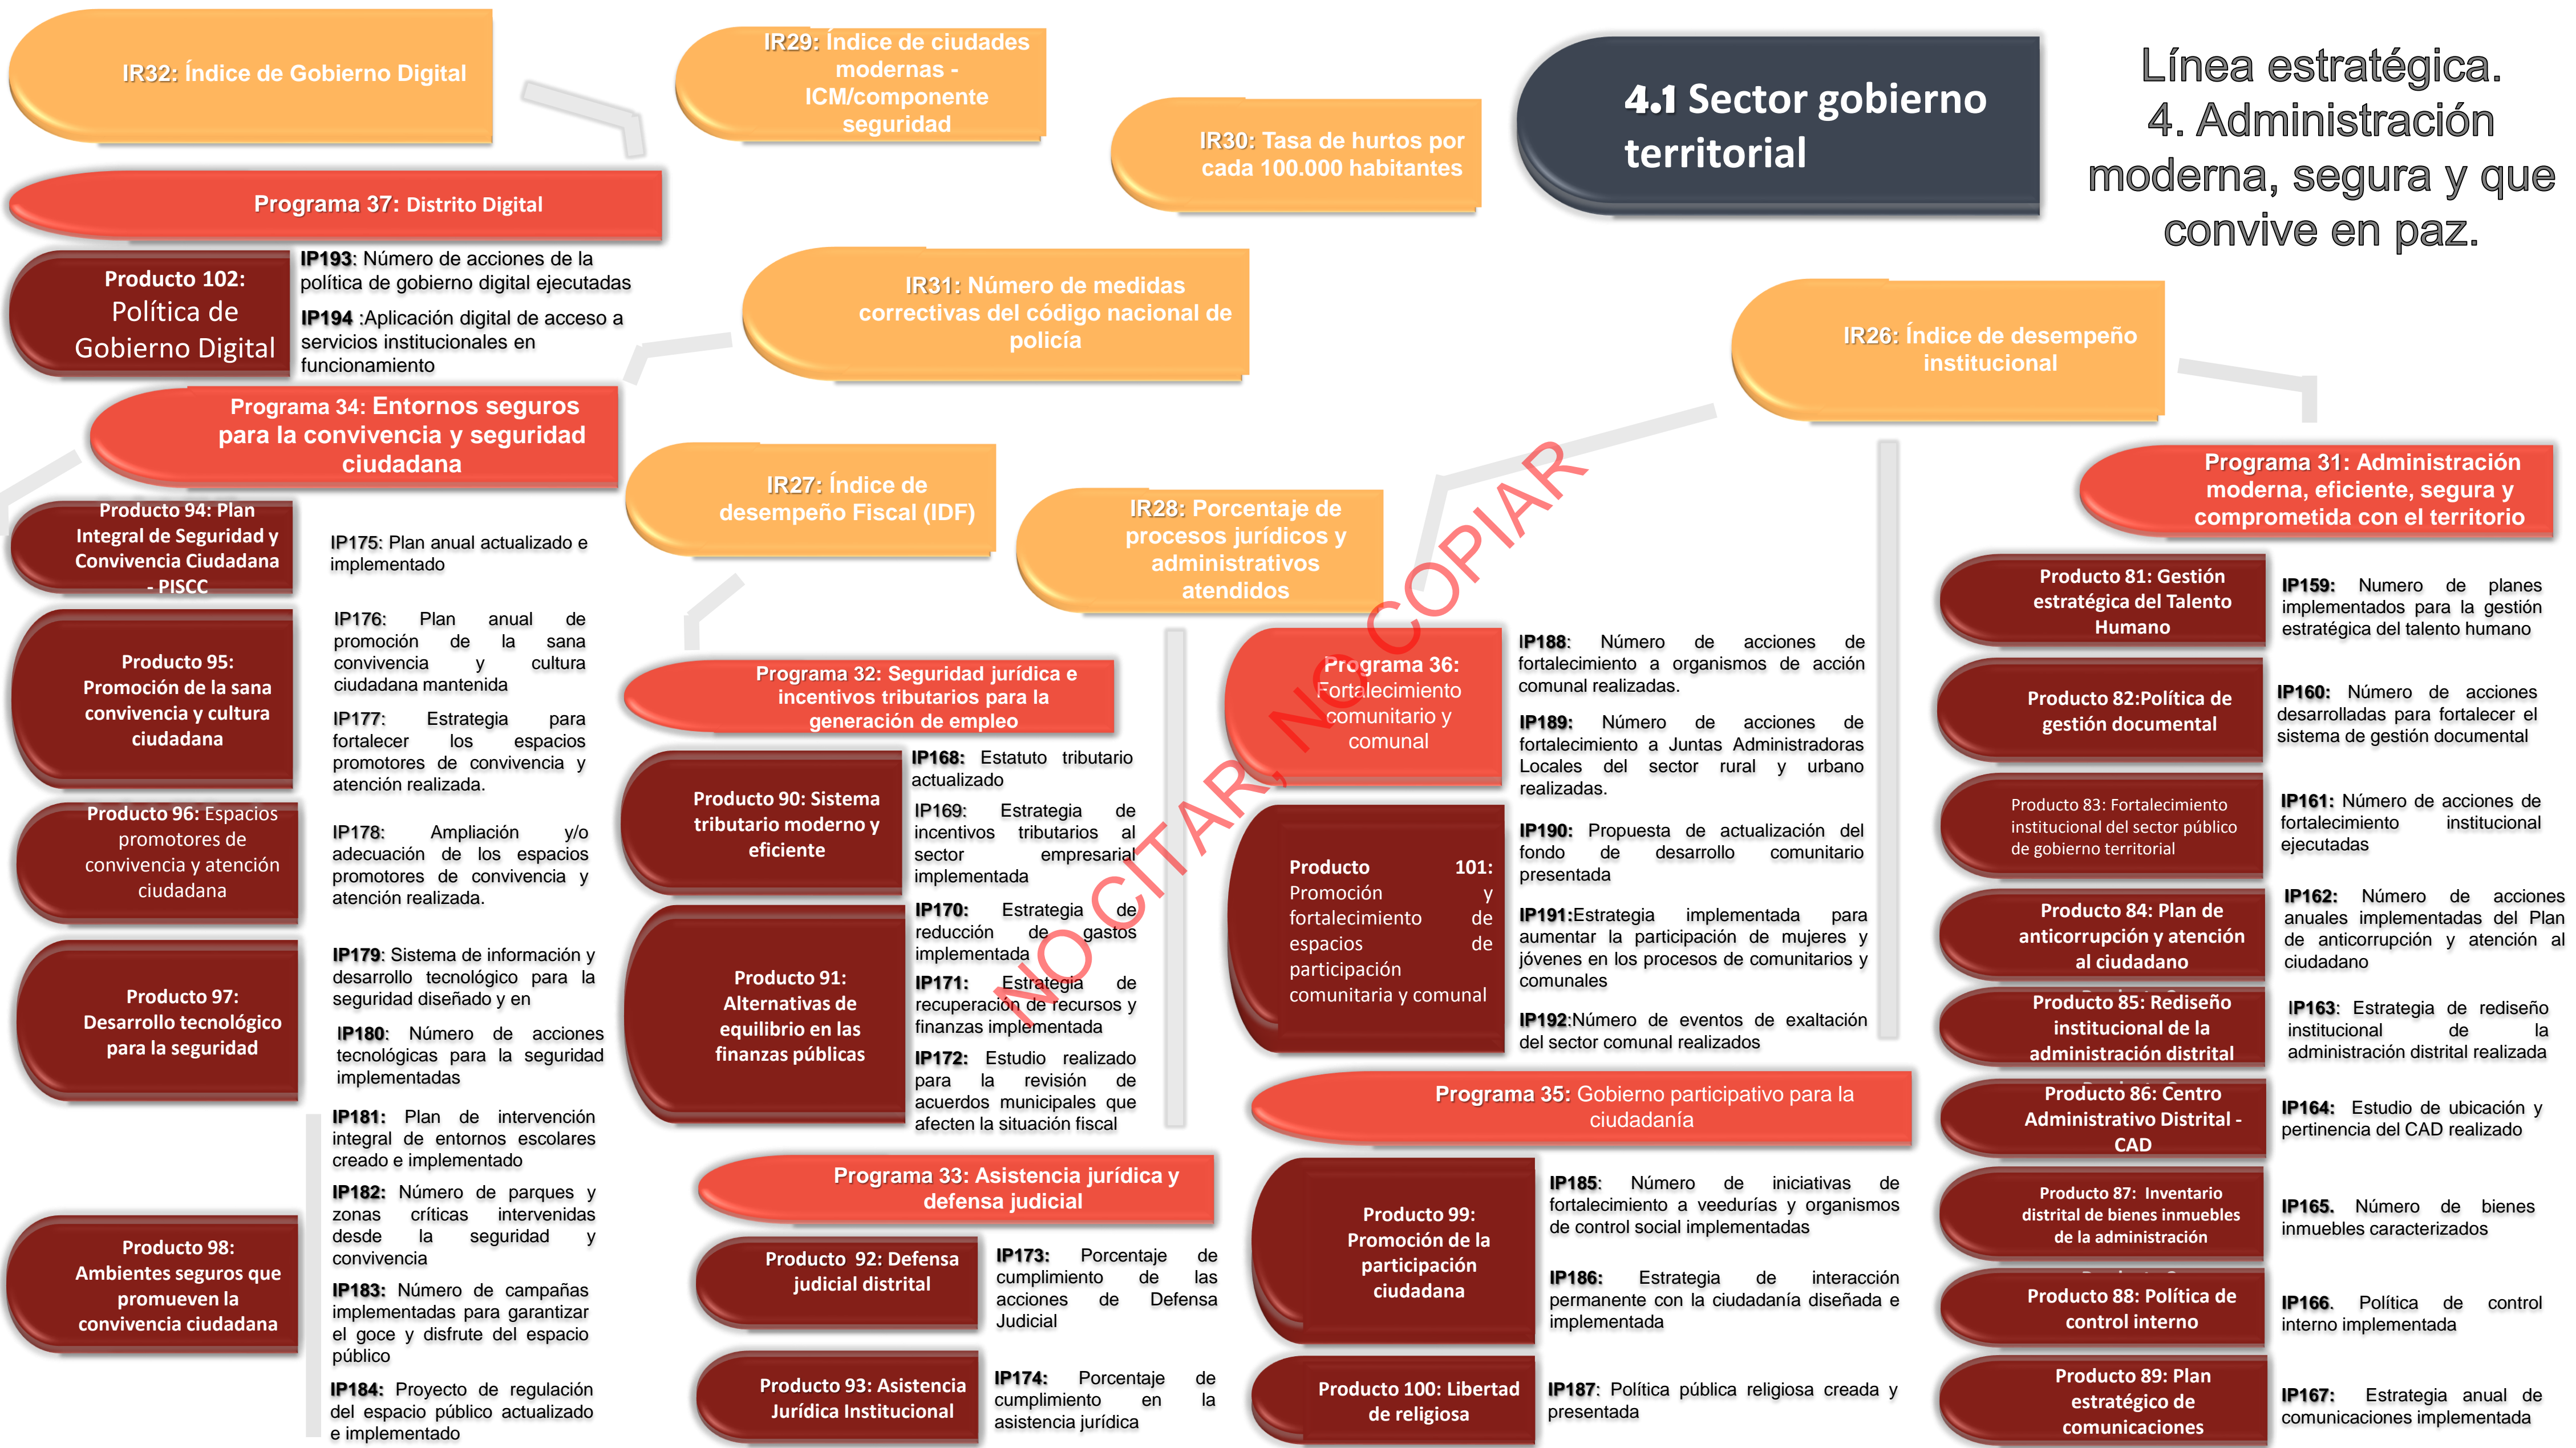 IR32: Índice de Gobierno Digital
IR29: Índice de ciudades
modernas -
ICM/componente
seguridad
IR30: Tasa de hurtos por
cada 100.000 habitantes
4.1 Sector gobierno
territorial
Línea estratégica.
4. Administración
moderna, segura y que
convive en paz.
Programa 37: Distrito Digital
Producto 102:
Política de
Gobierno Digital
IP193: Número de acciones de la
política de gobierno digital ejecutadas
IP194 :Aplicación digital de acceso a
servicios institucionales en
funcionamiento
IR31: Número de medidas
correctivas del código nacional de
policía
IR26: Índice de desempeño
institucional
Programa 34: Entornos seguros
para la convivencia y seguridad
ciudadana
Producto 94: Plan
Integral de Seguridad y
Convivencia Ciudadana
- PISCC
IP175: Plan anual actualizado e
implementado
Producto 95:
Promoción de la sana
convivencia y cultura
ciudadana
IP176: Plan anual de
promoción de la sana
convivencia y cultura
ciudadana mantenida
IP177: Estrategia para
fortalecer los espacios
promotores de convivencia y
atención realizada.
Producto 96: Espacios
promotores de
convivencia y atención
ciudadana
IP178: Ampliación y/o
adecuación de los espacios
promotores de convivencia y
atención realizada.
Producto 97:
Desarrollo tecnológico
para la seguridad
IP179: Sistema de información y
desarrollo tecnológico para la
seguridad diseñado y en
IP180: Número de acciones
tecnológicas para la seguridad
implementadas
Producto 98:
Ambientes seguros que
promueven la
convivencia ciudadana
IP181: Plan de intervención
integral de entornos escolares
creado e implementado
IP182: Número de parques y
zonas críticas intervenidas
desde la seguridad y
convivencia
IP183: Número de campañas
implementadas para garantizar
el goce y disfrute del espacio
público
IP184: Proyecto de regulación
del espacio público actualizado
e implementado
IR27: Índice de
desempeño Fiscal (IDF)
IR28: Porcentaje de
procesos jurídicos y
administrativos
atendidos
Programa 32: Seguridad jurídica e
incentivos tributarios para la
generación de empleo
Producto 90: Sistema
tributario moderno y
eficiente
IP168: Estatuto tributario
actualizado
IP169: Estrategia de
incentivos tributarios al
sector empresarial
implementada
Producto 91:
Alternativas de
equilibrio en las
finanzas públicas
IP170: Estrategia de
reducción de gastos
implementada
IP171: Estrategia de
recuperación de recursos y
finanzas implementada
IP172: Estudio realizado
para la revisión de
acuerdos municipales que
afecten la situación fiscal
Programa 33: Asistencia jurídica y
defensa judicial
Producto 92: Defensa
judicial distrital
IP173: Porcentaje de
cumplimiento de las
acciones de Defensa
Judicial
Producto 93: Asistencia
Jurídica Institucional
IP174: Porcentaje de
cumplimiento en la
asistencia jurídica
Programa 36:
Fortalecimiento
comunitario y
comunal
Producto 101:
Promoción y
fortalecimiento de
espacios de
participación
comunitaria y comunal
IP188: Número de acciones de
fortalecimiento a organismos de acción
comunal realizadas.
IP189: Número de acciones de
fortalecimiento a Juntas Administradoras
Locales del sector rural y urbano
realizadas.
IP190: Propuesta de actualización del
fondo de desarrollo comunitario
presentada
IP191:Estrategia implementada para
aumentar la participación de mujeres y
jóvenes en los procesos de comunitarios y
comunales
IP192:Número de eventos de exaltación
del sector comunal realizados
Programa 35: Gobierno participativo para la
ciudadanía
Producto 99:
Promoción de la
participación
ciudadana
IP185: Número de iniciativas de
fortalecimiento a veedurías y organismos
de control social implementadas
IP186: Estrategia de interacción
permanente con la ciudadanía diseñada e
implementada
Producto 100: Libertad
de religiosa
IP187: Política pública religiosa creada y
presentada
Programa 31: Administración
moderna, eficiente, segura y
comprometida con el territorio
Producto 81: Gestión
estratégica del Talento
Humano
IP159: Numero de planes
implementados para la gestión
estratégica del talento humano
Producto 82:Política de
gestión documental
IP160: Número de acciones
desarrolladas para fortalecer el
sistema de gestión documental
Producto 83: Fortalecimiento
institucional del sector público
de gobierno territorial
IP161: Número de acciones de
fortalecimiento institucional
ejecutadas
Producto 84: Plan de
anticorrupción y atención
al ciudadano
IP162: Número de acciones
anuales implementadas del Plan
de anticorrupción y atención al
ciudadano
Producto 85: Rediseño
institucional de la
administración distrital
IP163: Estrategia de rediseño
institucional de la
administración distrital realizada
Producto 86: Centro
Administrativo Distrital -
CAD
IP164: Estudio de ubicación y
pertinencia del CAD realizado
Producto 87: Inventario
distrital de bienes inmuebles
de la administración
IP165. Número de bienes
inmuebles caracterizados
Producto 88: Política de
control interno
IP166. Política de control
interno implementada
Producto 89: Plan
estratégico de
comunicaciones
IP167: Estrategia anual de
comunicaciones implementada
NO CITAR, NO COPIAR